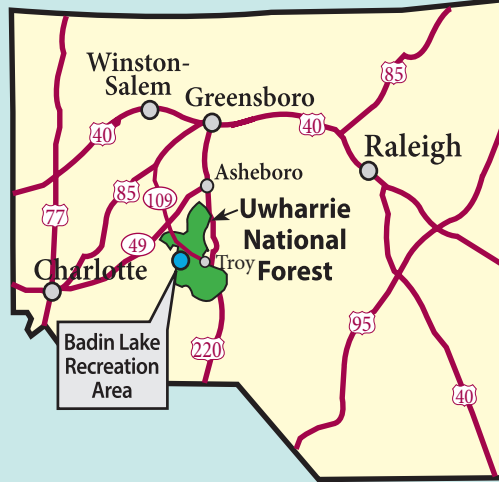 Winston-
Salem
Greensboro
85
40
40
Raleigh
Asheboro
85
109
Uwharrie
National
Forest
77
49
Charlotte
Troy
Badin Lake
Recreation
Area
95
220
40